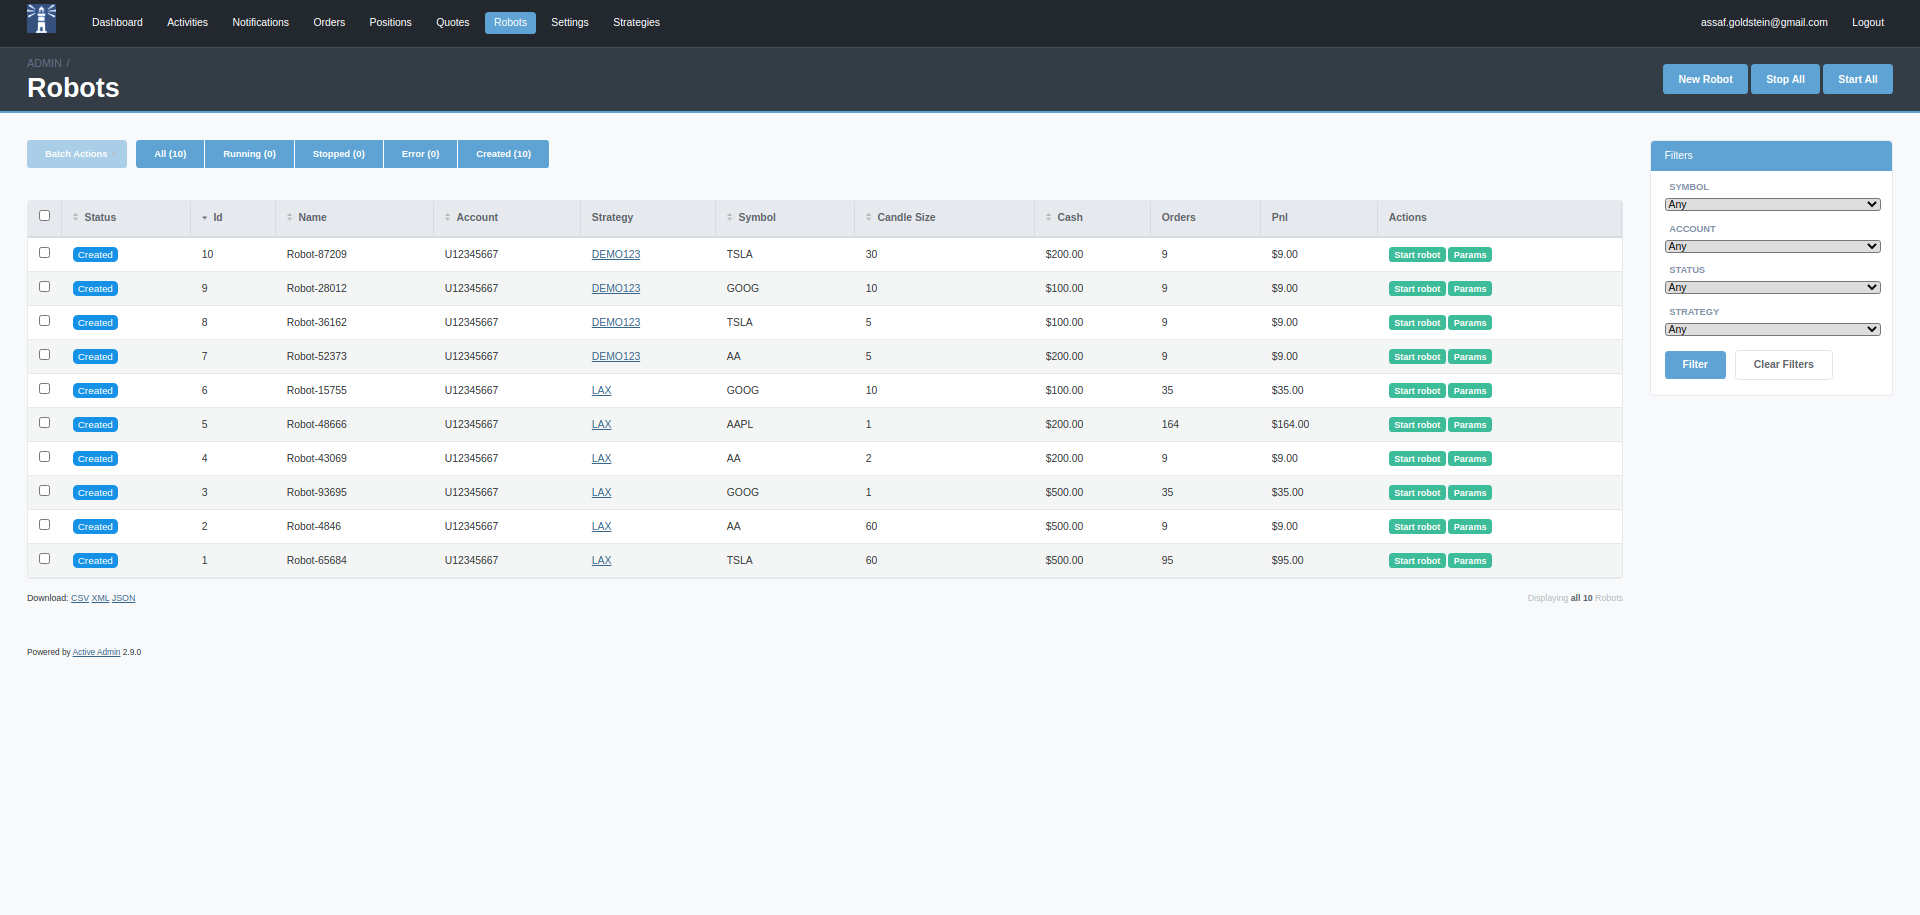 Dashboard Activities Notifications Orders Positions Quotes Robots Settings Strategies assaf.goldstein@gmail.com Logout
ADMIN /
Robots
New Robot Stop All Start All
Batch Actions All (10) Running (0) Stopped (0) Error (0) Created (10)
Status Id Name Account Strategy Symbol Candle Size Cash Orders Pnl Actions
Created 10 Robot-87209 U12345667 DEMO123 TSLA 30 $200.00 9 $9.00 Start robot Params
Created 9 Robot-28012 U12345667 DEMO123 GOOG 10 $100.00 9 $9.00 Start robot Params
Created 8 Robot-36162 U12345667 DEMO123 TSLA 5 $100.00 9 $9.00 Start robot Params
Created 7 Robot-52373 U12345667 DEMO123 AA 5 $200.00 9 $9.00 Start robot Params
Created 6 Robot-15755 U12345667 LAX GOOG 10 $100.00 35 $35.00 Start robot Params
Created 5 Robot-48666 U12345667 LAX AAPL 1 $200.00 164 $164.00 Start robot Params
Created 4 Robot-43069 U12345667 LAX AA 2 $200.00 9 $9.00 Start robot Params
Created 3 Robot-93695 U12345667 LAX GOOG 1 $500.00 35 $35.00 Start robot Params
Created 2 Robot-4846 U12345667 LAX AA 60 $500.00 9 $9.00 Start robot Params
Created 1 Robot-65684 U12345667 LAX TSLA 60 $500.00 95 $95.00 Start robot Params
Download: CSV XML JSON
Displaying all 10 Robots
Filters
SYMBOL
Any
ACCOUNT
Any
STATUS
Any
STRATEGY
Any
Filter Clear Filters
Powered by Active Admin 2.9.0